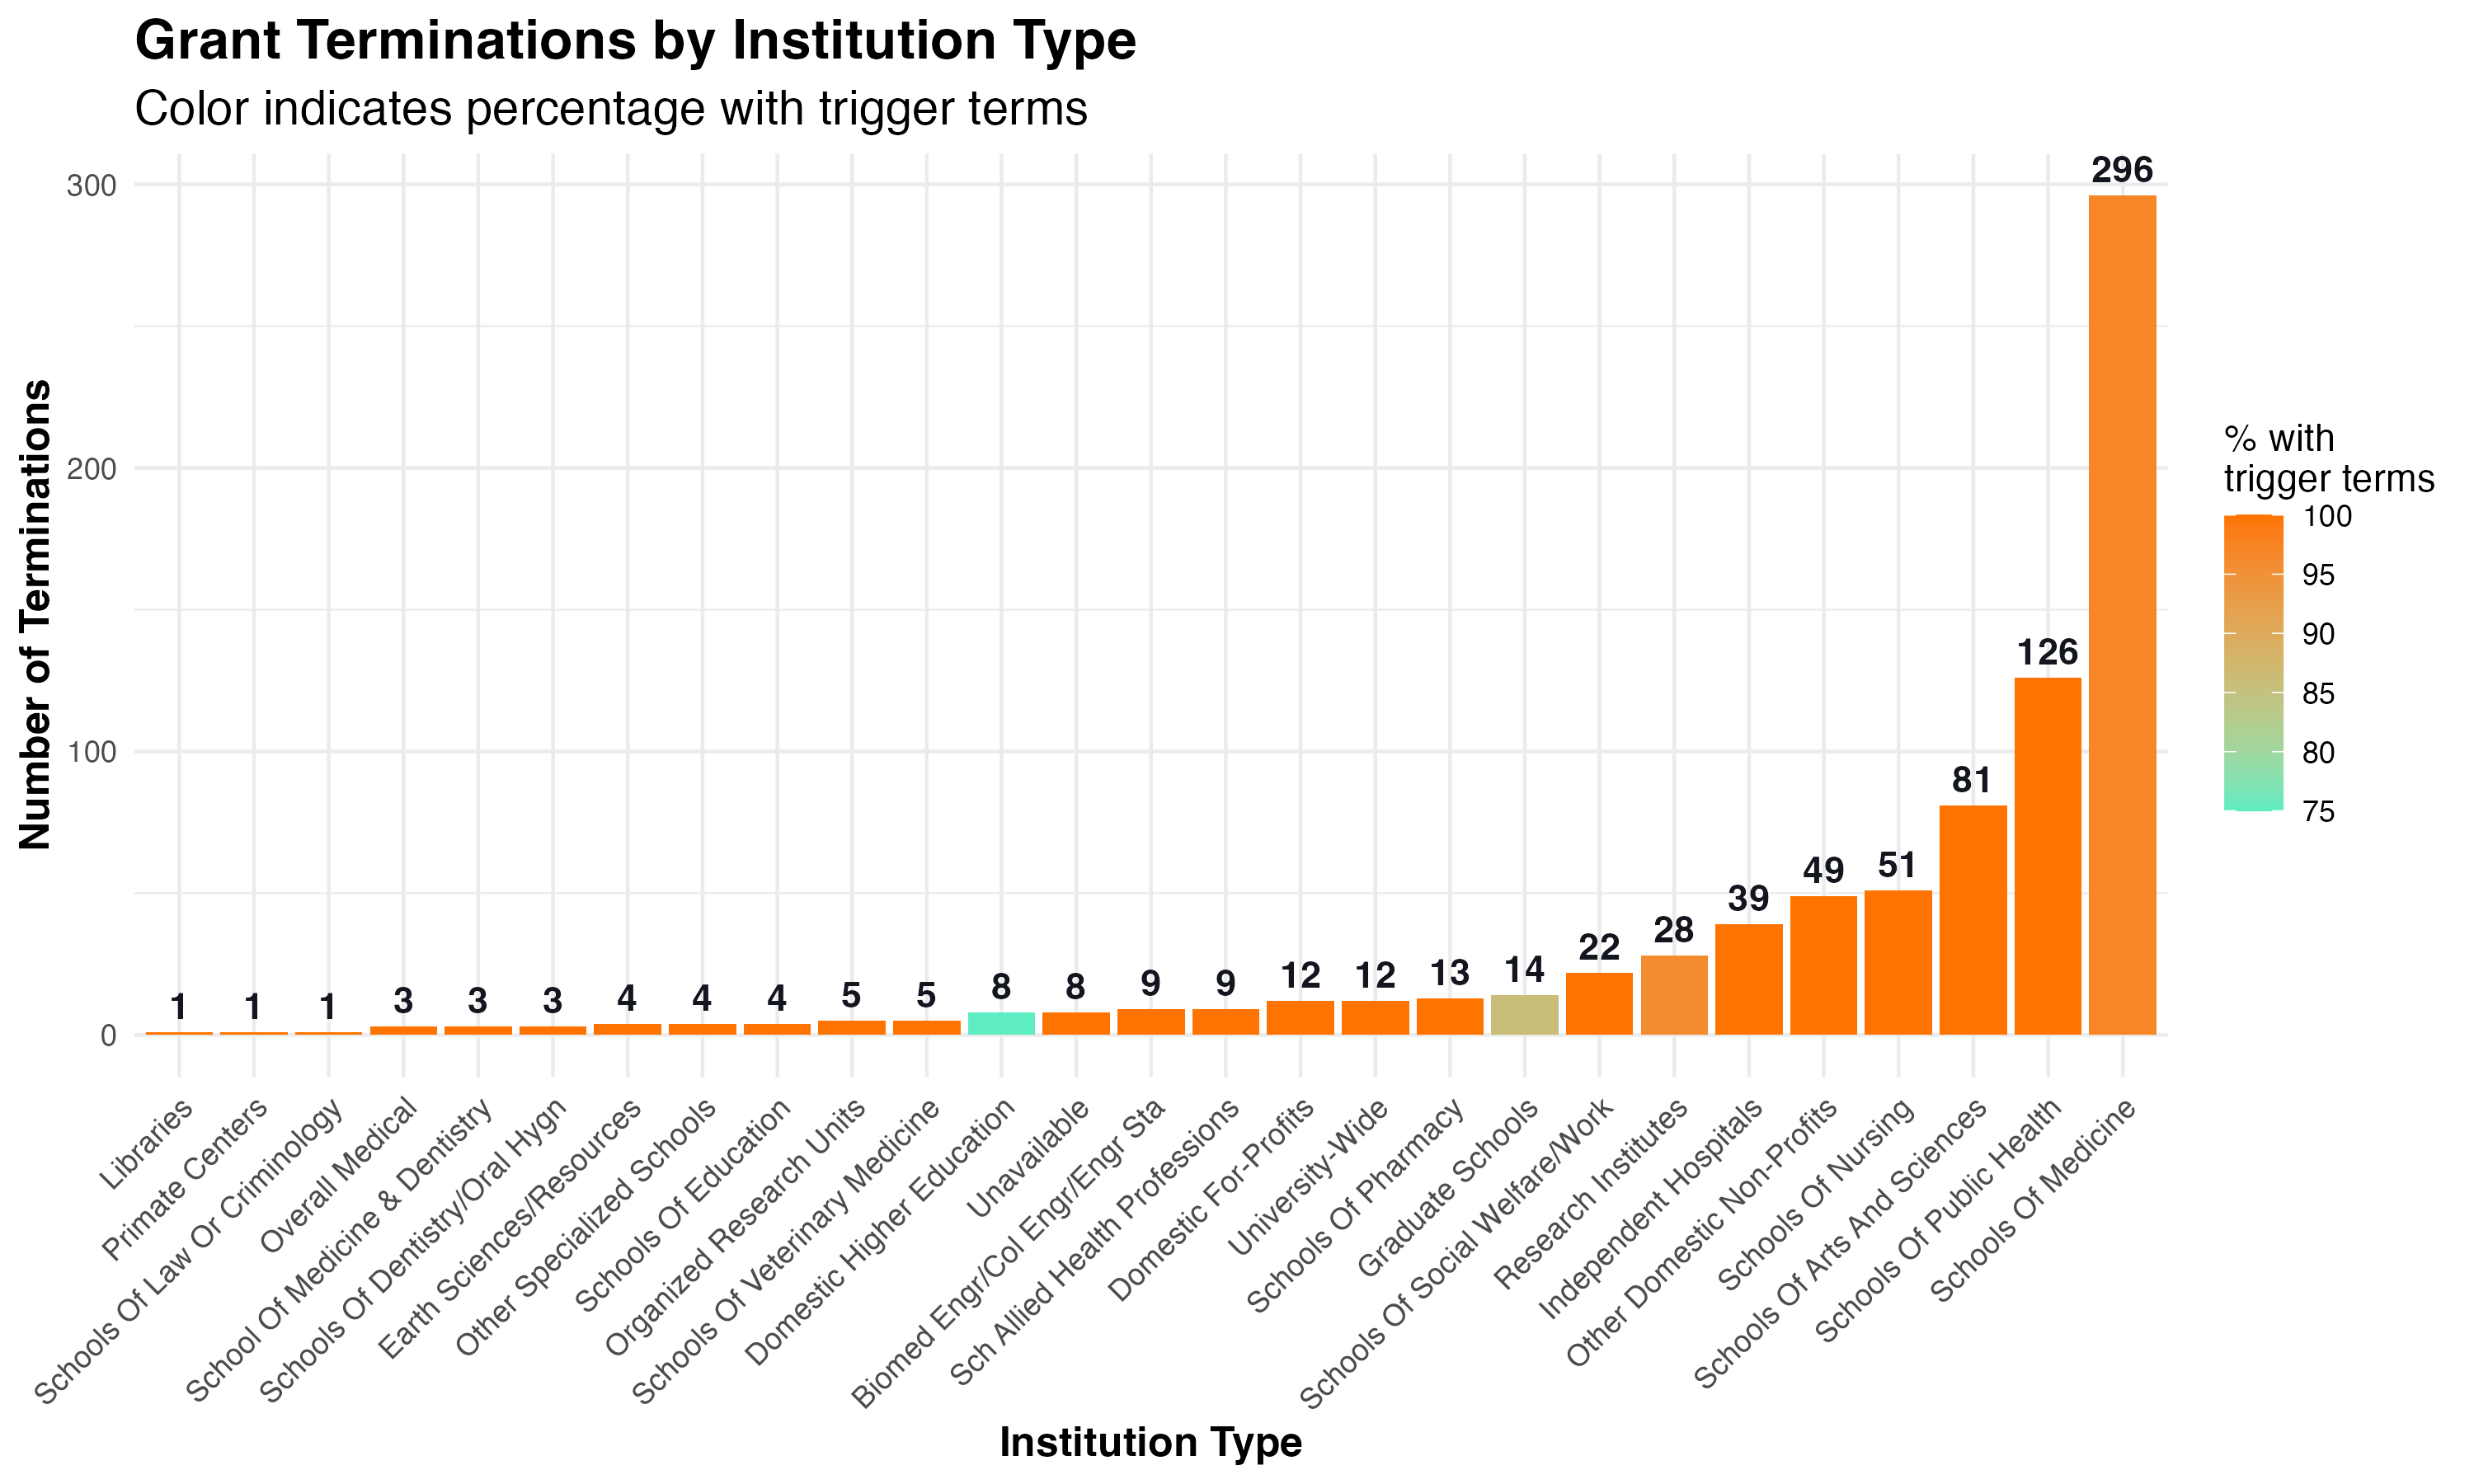 Grant Terminations by Institution Type
Color indicates percentage with trigger terms
Number of Terminations
300
200
100
0
1
1
1
3
3
3
4
4
4
5
5
8
8
9
9
12
12
13
14
22
28
39
49
51
81
126
296
Libraries
Primate Centers
Schools Of Law Or Criminology
Overall Medical
School Of Medicine & Dentistry
Schools Of Dentistry/Oral Hygn
Earth Sciences/Resources
Other Specialized Schools
Schools Of Education
Organized Research Units
Schools Of Veterinary Medicine
Domestic Higher Education
Unavailable
Biomed Engr/Col Engr/Engr Sta
Sch Allied Health Professions
Domestic For-Profits
University-Wide
Schools Of Pharmacy
Graduate Schools
Schools Of Social Welfare/Work
Research Institutes
Independent Hospitals
Other Domestic Non-Profits
Schools Of Nursing
Schools Of Arts And Sciences
Schools Of Public Health
Schools Of Medicine
Institution Type
% with
trigger terms
100
95
90
85
80
75